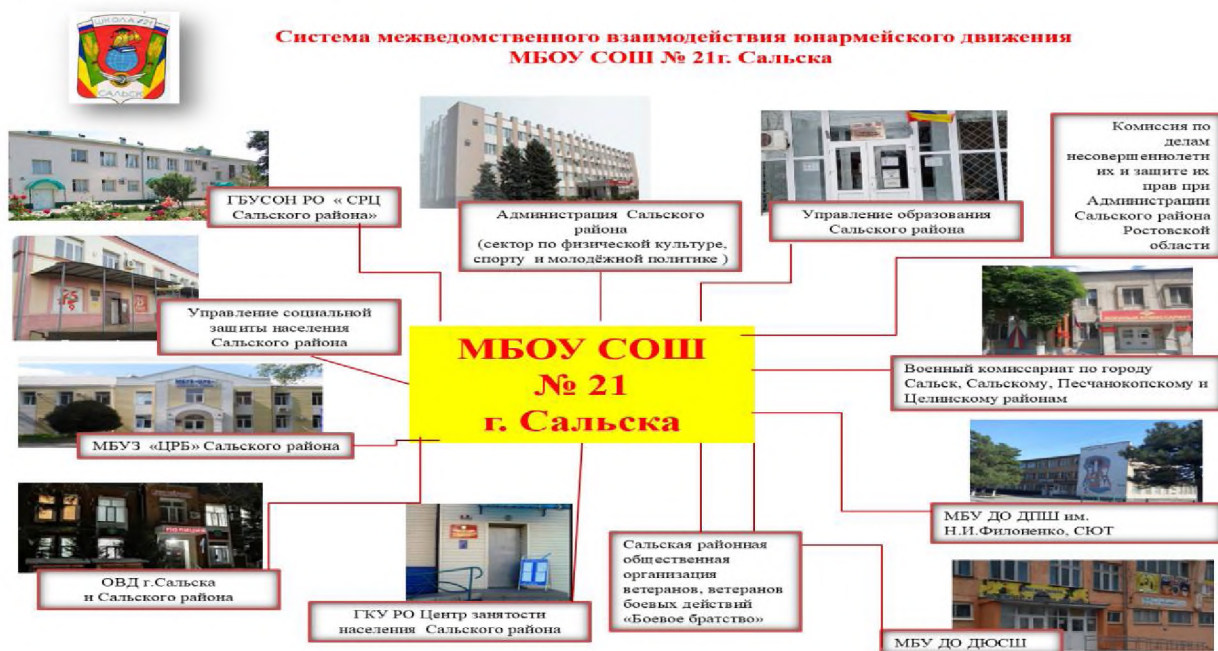 ШКОЛА №21
САЛЬСК
Система межведомственного взаимодействия юнармейского движения
МБОУ СОШ № 21г. Сальска
ГБУСОН РО « СРЦ
Сальского района»
Администрация Сальского
района
(сектор по физической культуре,
спорту и молодёжной политике )
Управление образования
Сальского района
Комиссия по
делам
несовершеннолетн
их и защите их
прав при
Администрации
Сальского района
Ростовской
области
Управление социальной
защиты населения
Сальского района
МБОУ СОШ
№ 21
г. Сальска
Военный комиссариат по городу
Сальск, Сальскому, Песчанокопскому и
Целинскому районам
МБУЗ «ЦРБ» Сальского района
МБУ ДО ДПШ им.
Н.И.Филоненко, СЮТ
ОВД г.Сальска
и Сальского района
ГКУ РО Центр занятости
населения Сальского района
Сальская районная
общественная
организация
ветеранов, ветеранов
боевых действий
«Боевое братство»
МБУ ДО ДЮСШ